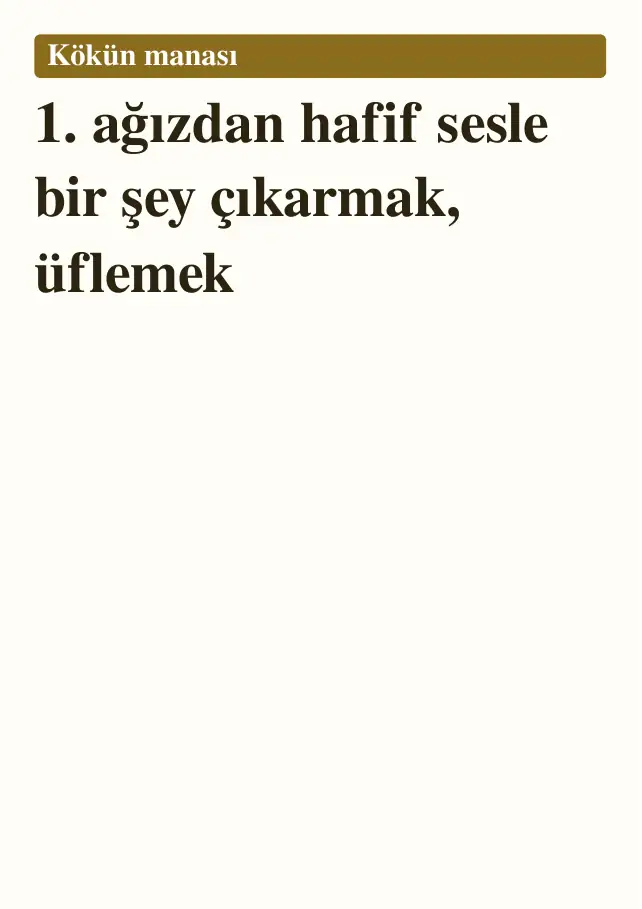 Kökün manası
1. ağızdan hafif sesle
bir şey çıkarmak,
üflemek